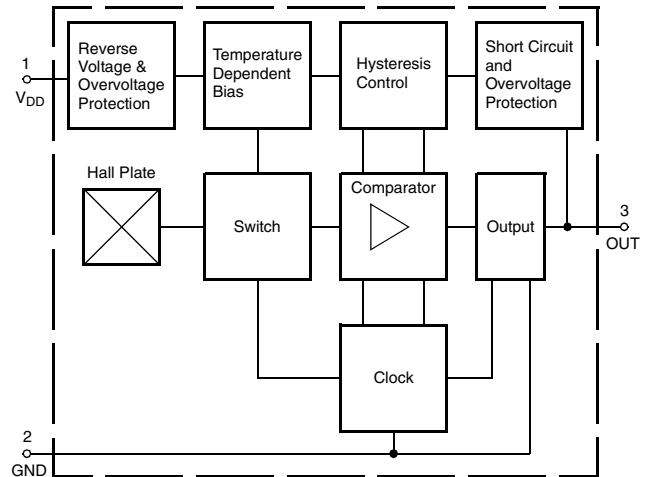 1
VDD
Reverse
Voltage &
Overvoltage
Protection
Temperature
Dependent
Bias
Hysteresis
Control
Short Circuit
and
Overvoltage
Protection
Hall Plate
Switch
Comparator
Output
3
OUT
Clock
2
GND